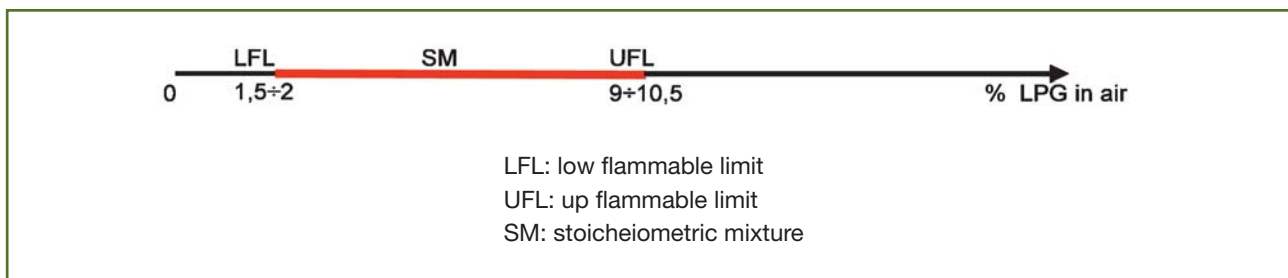 LFL SM UFL
0 1,5÷2 9÷10,5 % LPG in air
LFL: low flammable limit
UFL: up flammable limit
SM: stoicheiometric mixture